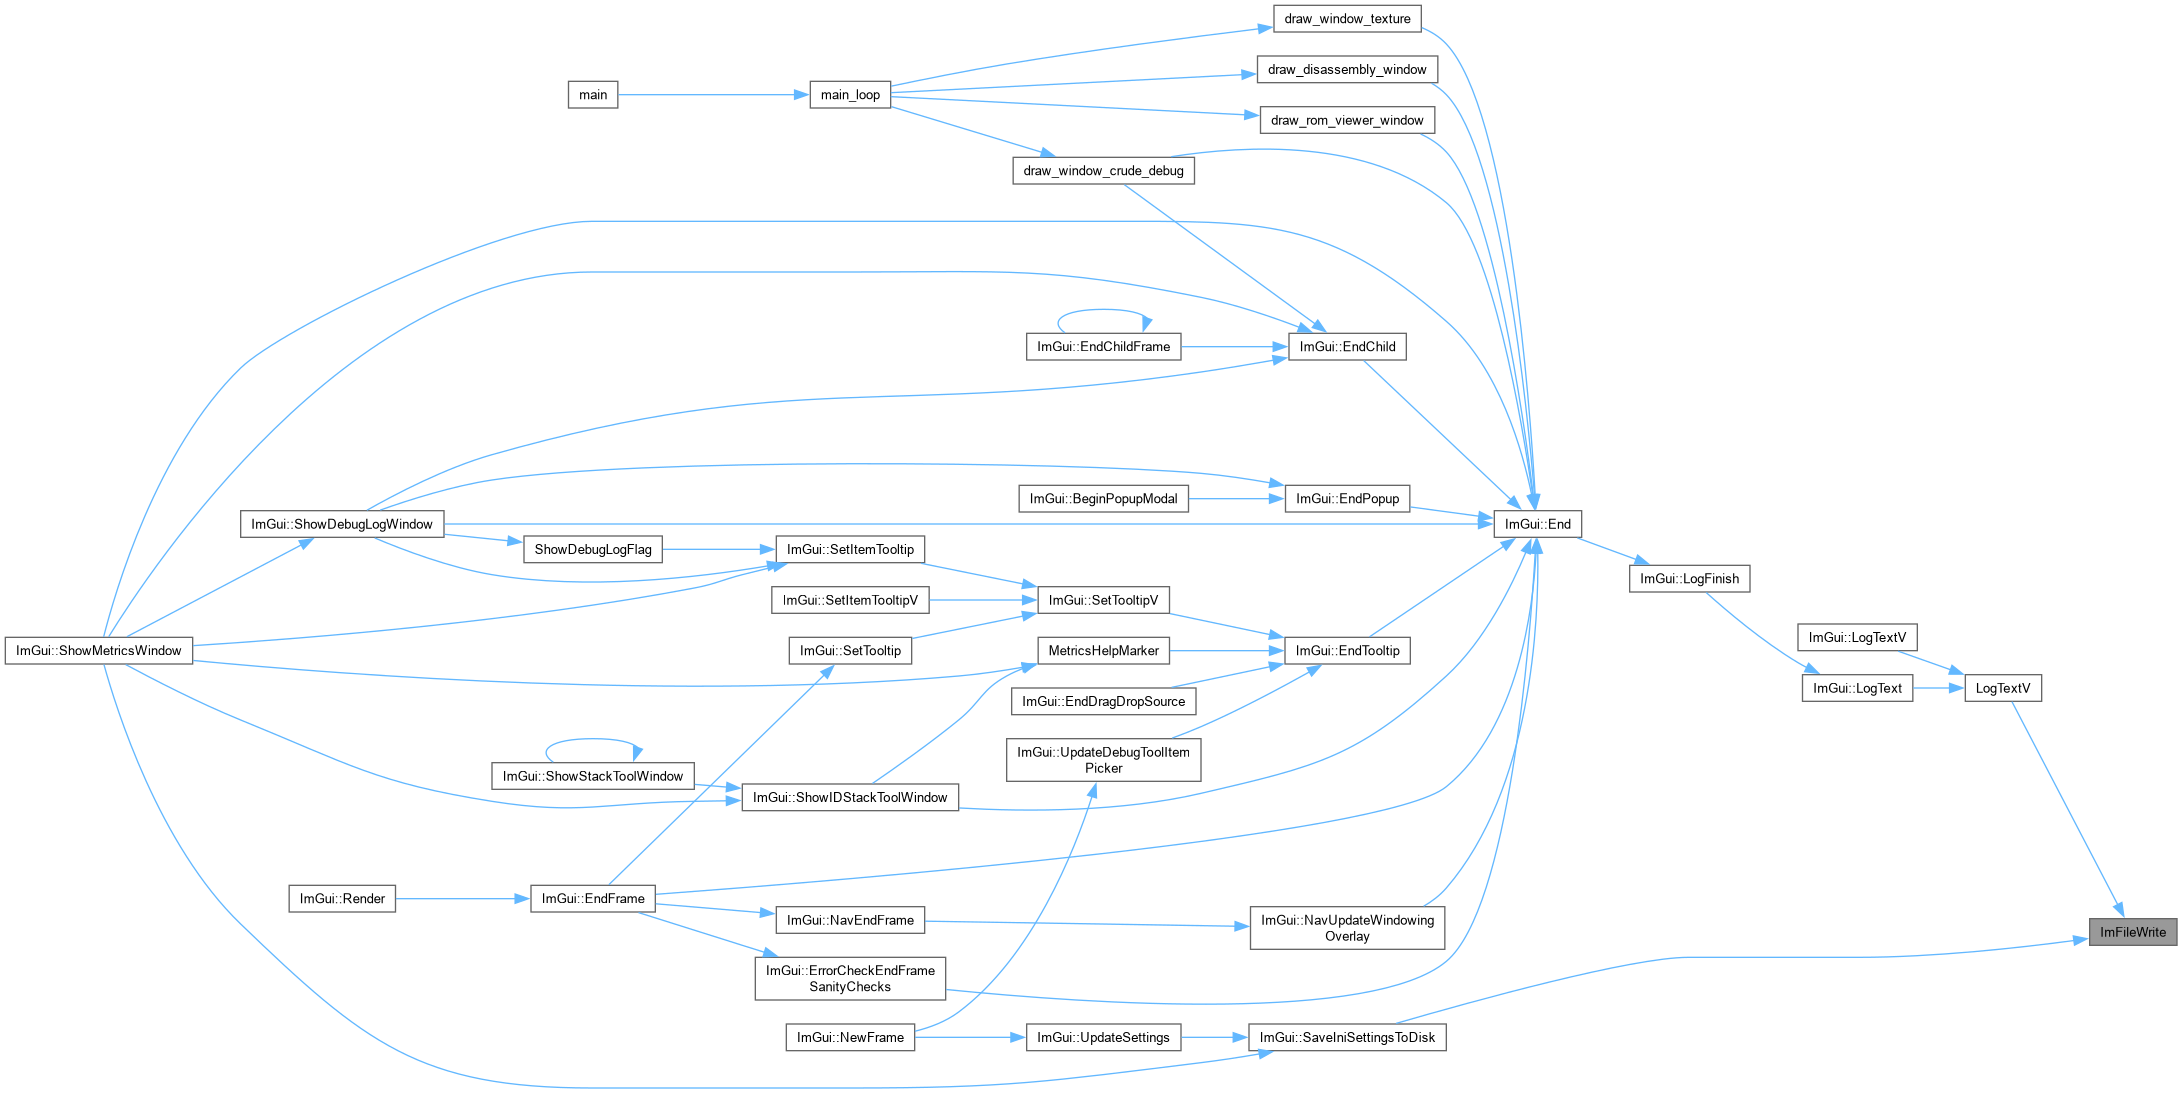 draw_window_texture
draw_disassembly_window
main
main_loop
draw_rom_viewer_window
draw_window_crude_debug
ImGui::EndChildFrame
ImGui::EndChild
ImGui::BeginPopupModal
ImGui::EndPopup
ImGui::ShowDebugLogWindow
ImGui::End
ShowDebugLogFlag
ImGui::SetItemTooltip
ImGui::LogFinish
ImGui::SetItemTooltipV
ImGui::SetTooltipV
ImGui::LogTextV
ImGui::ShowMetricsWindow
ImGui::SetTooltip
MetricsHelpMarker
ImGui::EndTooltip
ImGui::LogText
LogTextV
ImGui::EndDragDropSource
ImGui::UpdateDebugToolItem
Picker
ImGui::ShowStackToolWindow
ImGui::ShowIDStackToolWindow
ImGui::Render
ImGui::EndFrame
ImGui::NavEndFrame
ImGui::NavUpdateWindowing
Overlay
ImFileWrite
ImGui::ErrorCheckEndFrame
SanityChecks
ImGui::NewFrame
ImGui::UpdateSettings
ImGui::SaveIniSettingsToDisk